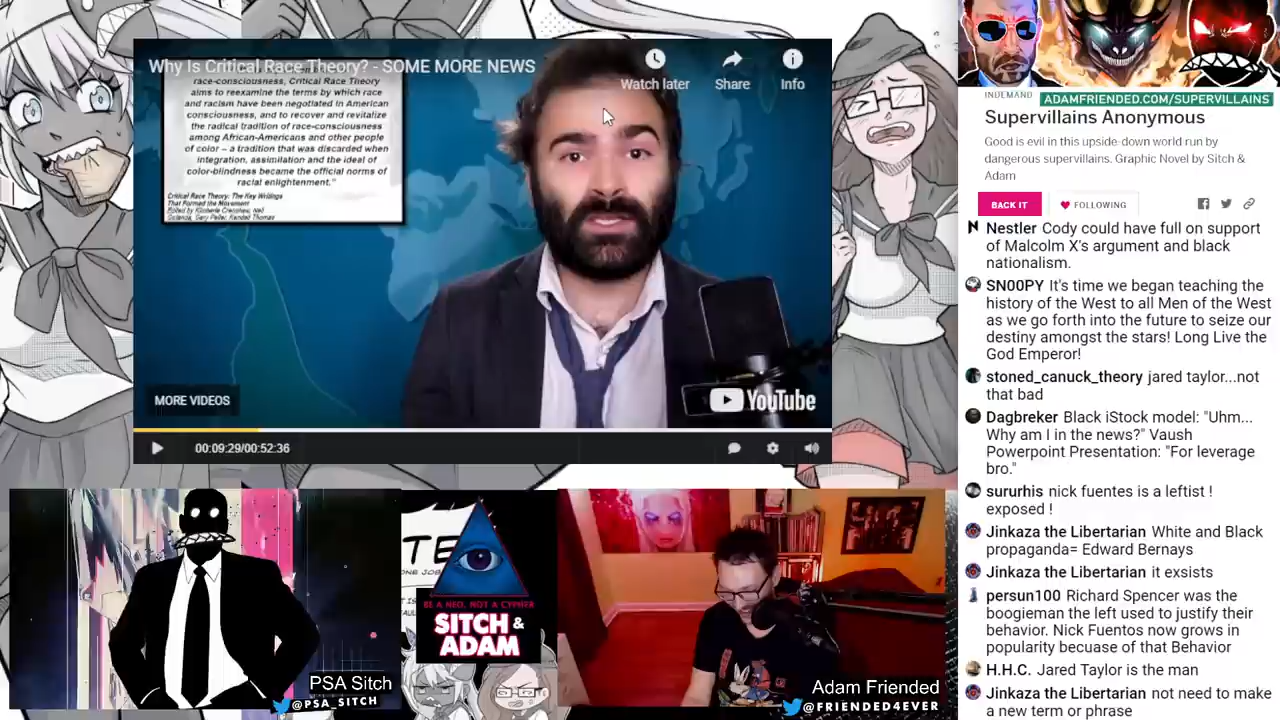 Why Is Critical Race Theory? - SOME MORE NEWS
Watch later
Share
Info
race-consciousness, Critical Race Theory
aims to reexamine the terms by which race
and racism have been negotiated in American
consciousness, and to recover and revitalize
the radical tradition of race-consciousness
among African-Americans and other people
of color – a tradition that was discarded when
integration, assimilation and the ideal of
color-blindness became the official norms of
racial enlightenment."
Critical Race Theory: The Key Writings
That Formed the Movement
MORE VIDEOS
YouTube
00:09:29/00:52:36
PSA Sitch
@PSA_SITCH
BE A NEO, NOT A CYPHER
SITCH &
ADAM
Adam Friended
@FRIENDED4EVER
INDEMAND
ADAMFRIENDED.COM/SUPERVILLAINS
Supervillains Anonymous
Good is evil in this upside-down world run by
dangerous supervillains. Graphic Novel by Sitch &
Adam
BACK IT
FOLLOWING
Nestler Cody could have full on support
of Malcolm X's argument and black
nationalism.
SN00PY It's time we began teaching the
history of the West to all Men of the West
as we go forth into the future to seize our
destiny amongst the stars! Long Live the
God Emperor!
stoned_canuck_theory jared taylor...not
that bad
Dagbreker Black iStock model: "Uhm...
Why am I in the news?" Vaush
Powerpoint Presentation: "For leverage
bro."
sururhis nick fuentes is a leftist !
exposed !
Jinkaza the Libertarian White and Black
propaganda= Edward Bernays
Jinkaza the Libertarian it exsists
persun100 Richard Spencer was the
boogieman the left used to justify their
behavior. Nick Fuentos now grows in
popularity becuase of that Behavior
H.H.C. Jared Taylor is the man
Jinkaza the Libertarian not need to make
a new term or phrase